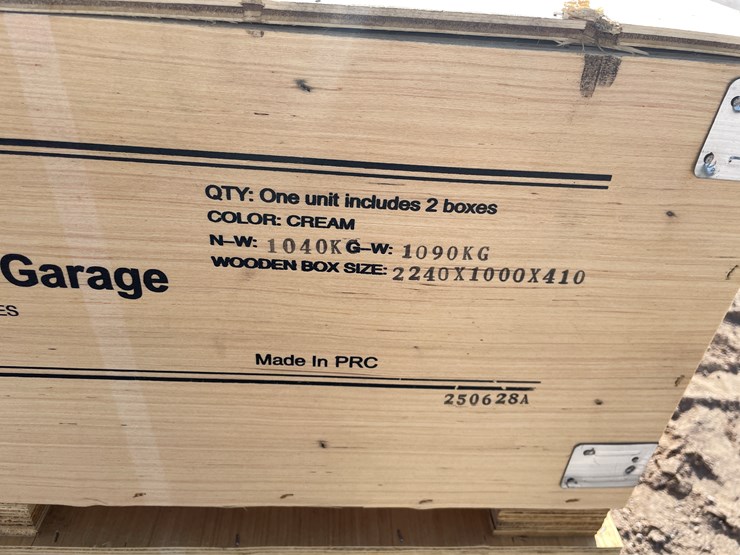 QTY: One unit includes 2 boxes
COLOR: CREAM
N-W: 1040KG-W: 1090KG
WOODEN BOX SIZE: 2240X1000X410
Garage
ES
Made In PRC
250628A